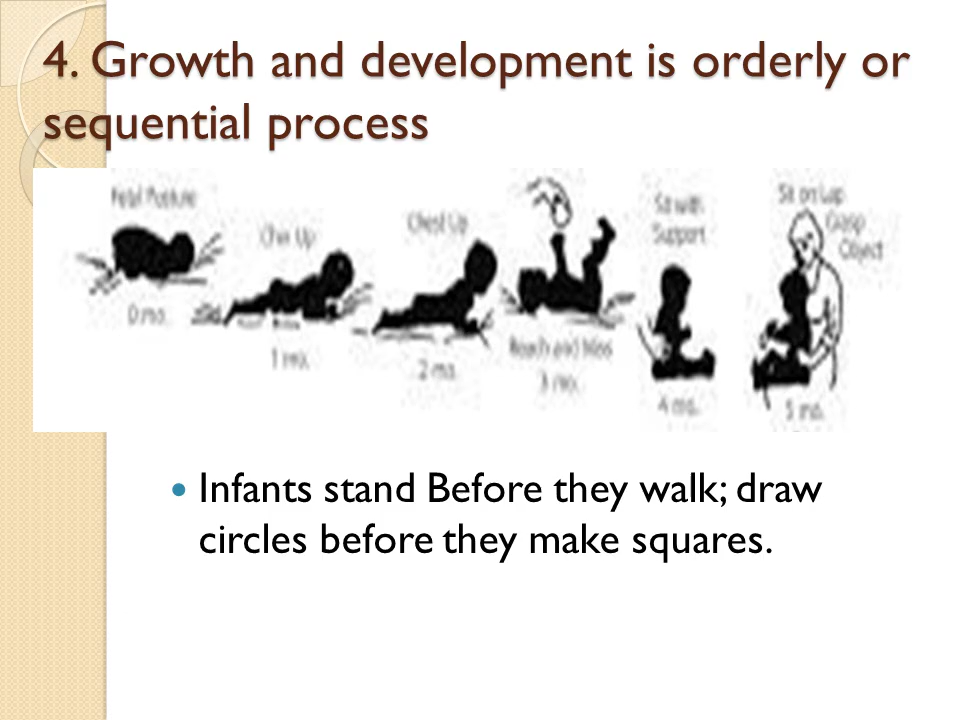 4. Growth and development is orderly or
sequential process
Fetal Posture
0 mo.
Chin Up
1 mo.
Chest Up
2 mo.
Reach and Miss
3 mo.
Sit with
Support
4 mo.
Sit on Lap
Grasp
Object
5 mo.
Infants stand Before they walk; draw
circles before they make squares.